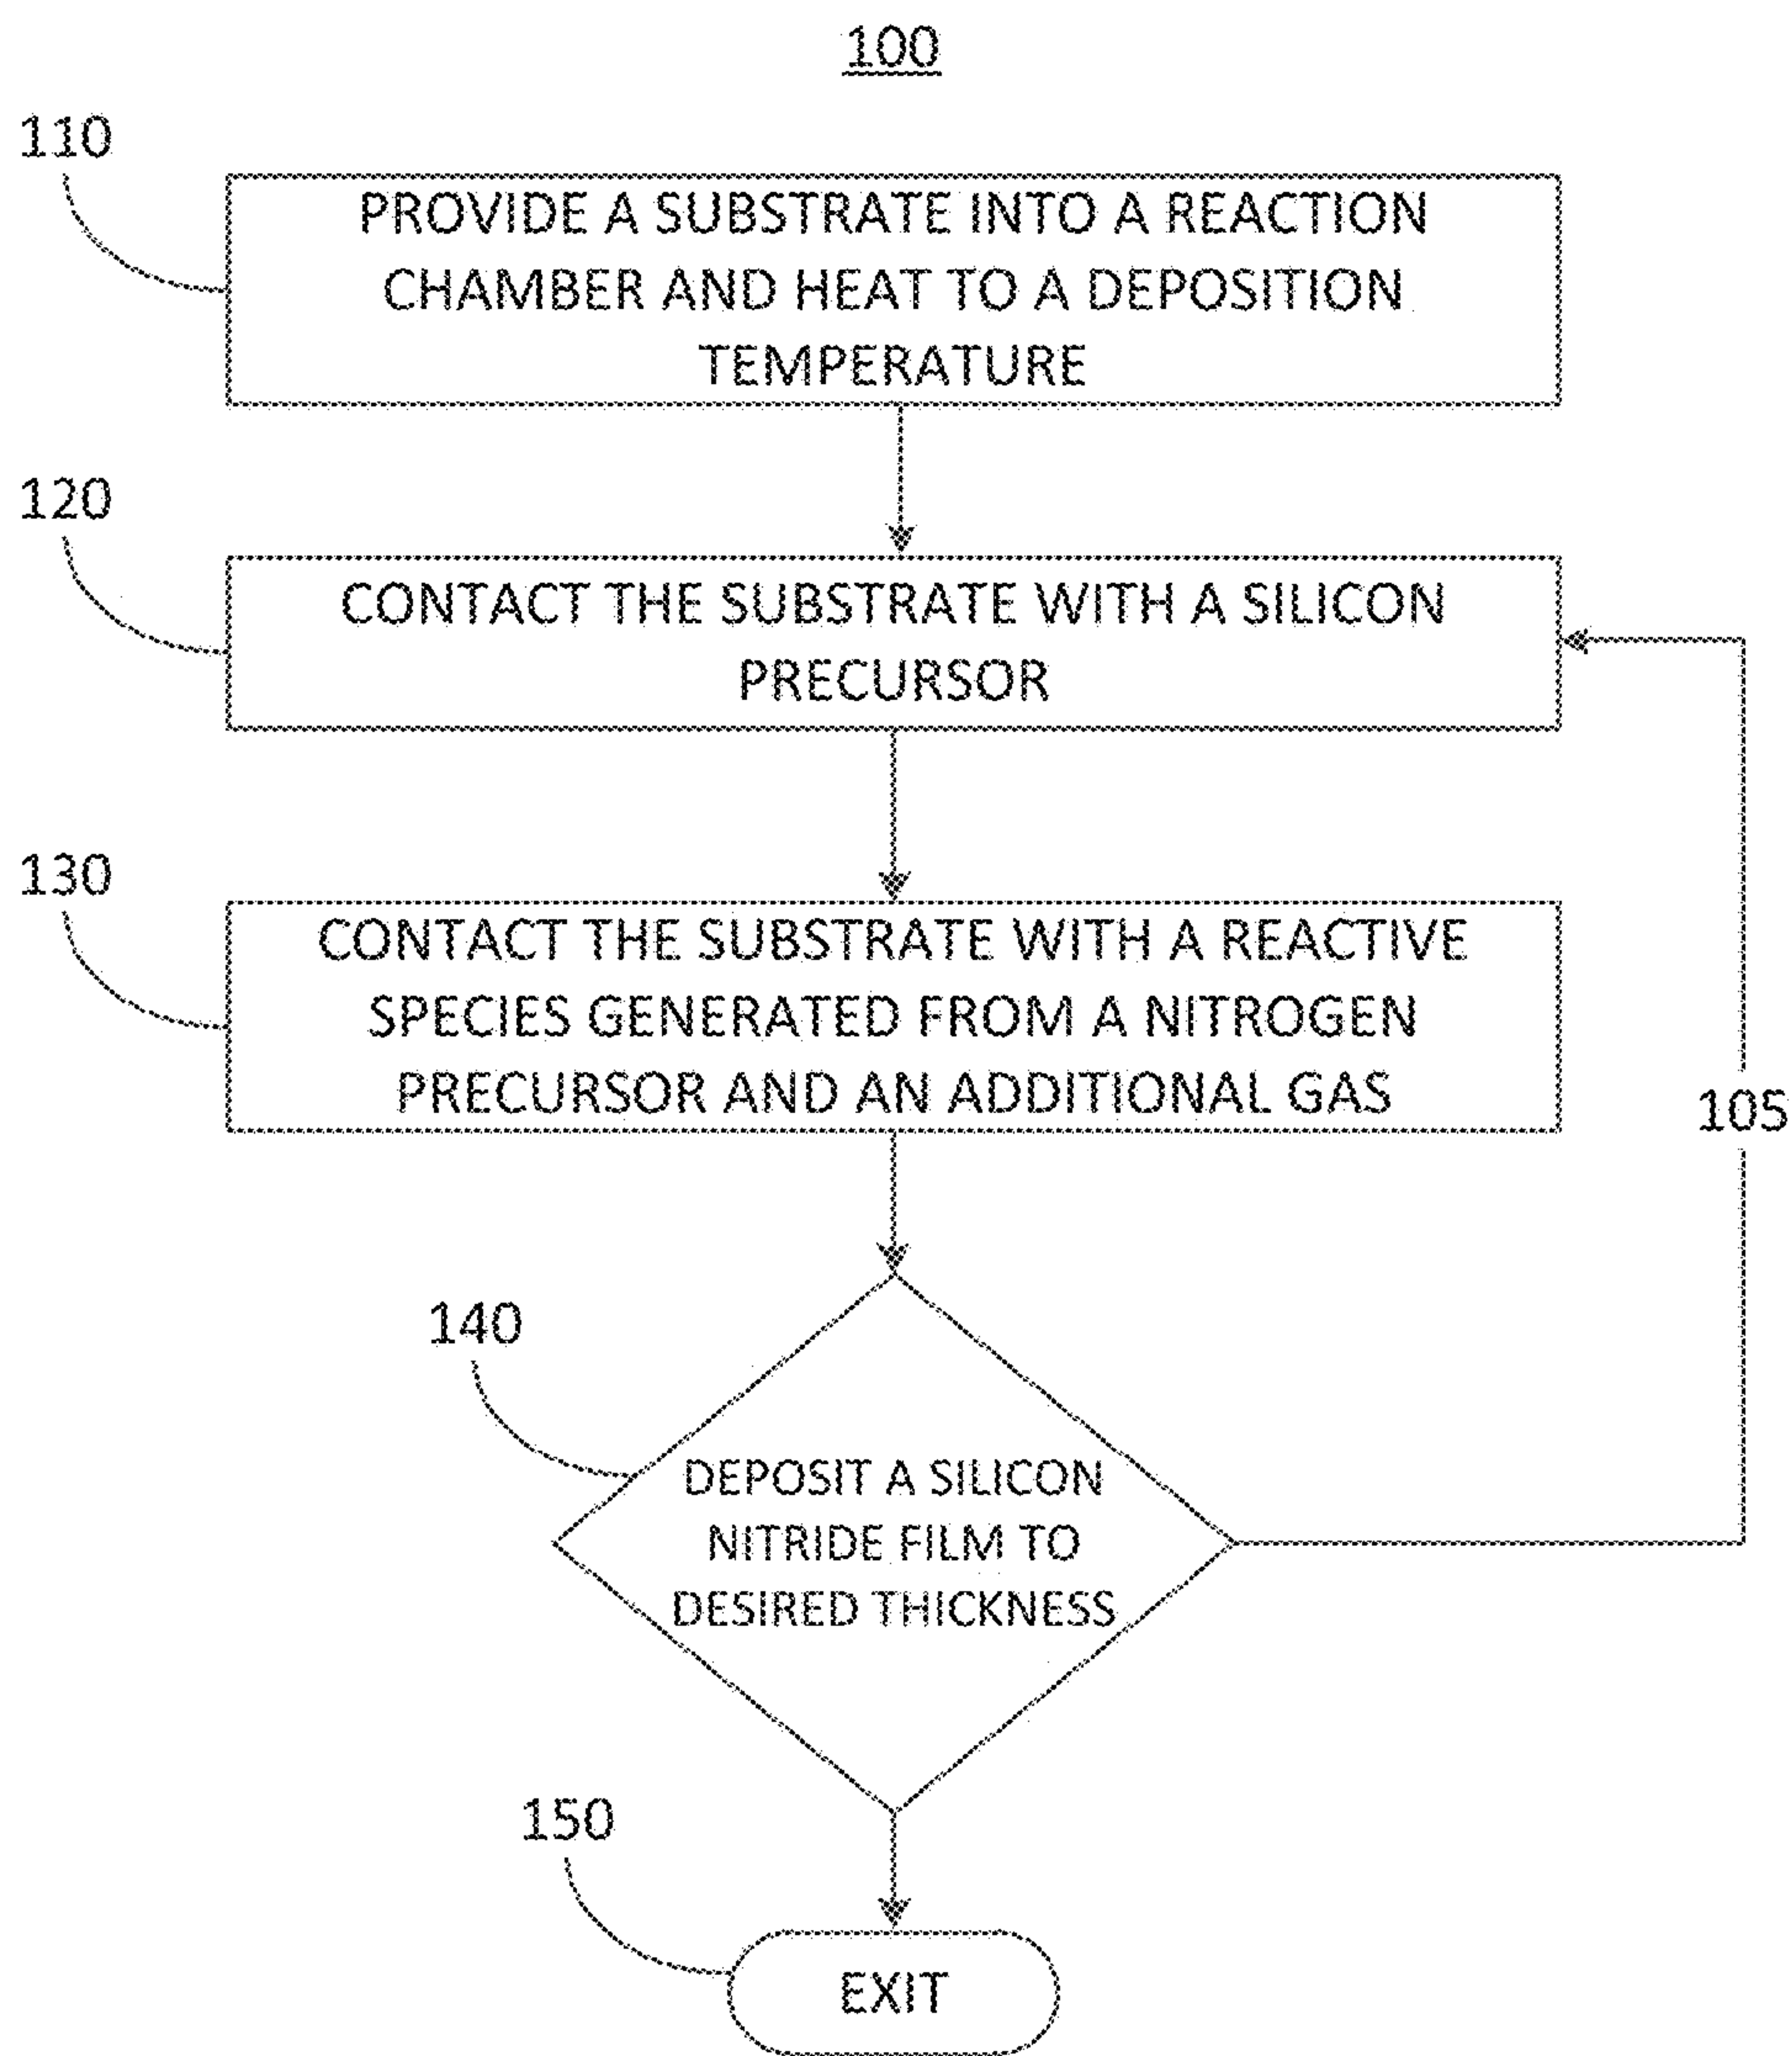 100
110
PROVIDE A SUBSTRATE INTO A REACTION
CHAMBER AND HEAT TO A DEPOSITION
TEMPERATURE
120
CONTACT THE SUBSTRATE WITH A SILICON
PRECURSOR
130
CONTACT THE SUBSTRATE WITH A REACTIVE
SPECIES GENERATED FROM A NITROGEN
PRECURSOR AND AN ADDITIONAL GAS
105
140
DEPOSIT A SILICON
NITRIDE FILM TO
DESIRED THICKNESS
150
EXIT